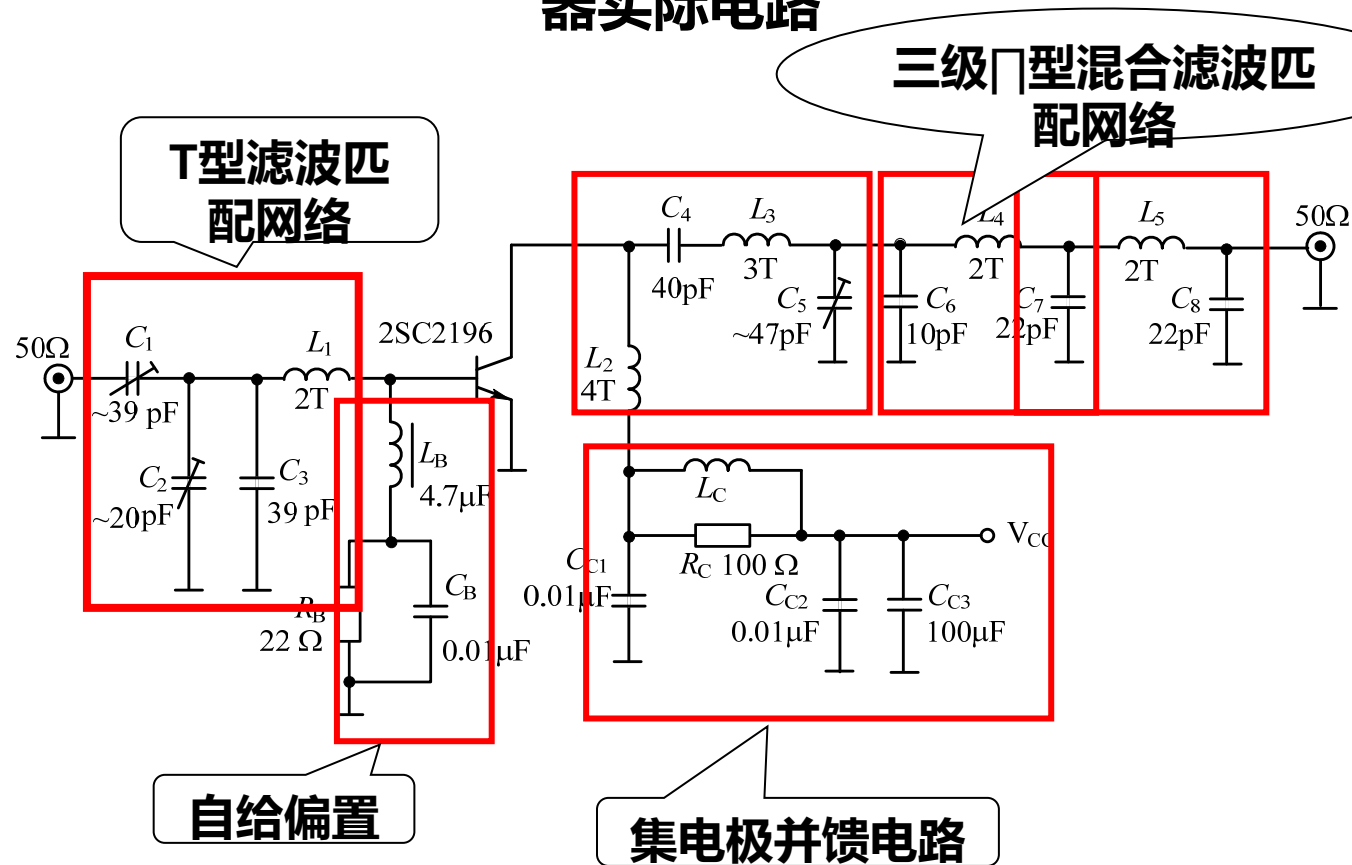 器实际电路
三级∏型混合滤波匹
配网络
T型滤波匹
配网络
C4
L3
L4
L5
50Ω
40pF
3T
2T
2T
C5
~47pF
C6
10pF
C7
22pF
C8
22pF
C1
50Ω
L1
2SC2196
~39 pF
2T
L2
4T
C2
~20pF
C3
39 pF
LB
4.7μF
LC
VCC
RC 100 Ω
CC1
0.01μF
CC2
0.01μF
CC3
100μF
RB
22 Ω
CB
0.01μF
自给偏置
集电极并馈电路